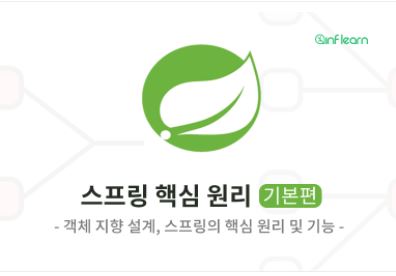 inflearn
스프링 핵심 원리 기본편
- 객체 지향 설계, 스프링의 핵심 원리 및 기능 -